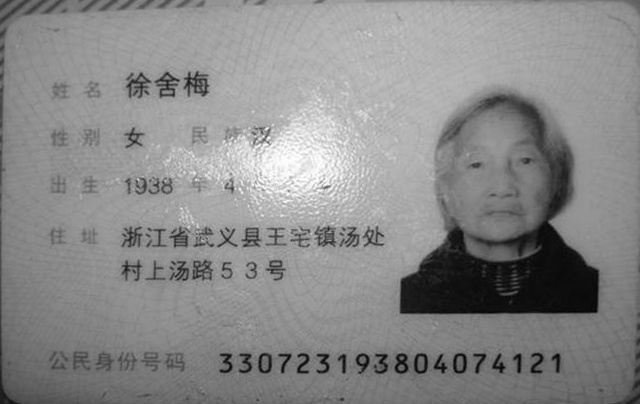 姓名 徐舍梅
性别 女 民族 汉
出生 1938 年 4
住址 浙江省武义县王宅镇汤处
村上汤路53号
公民身份号码 330723193804074121